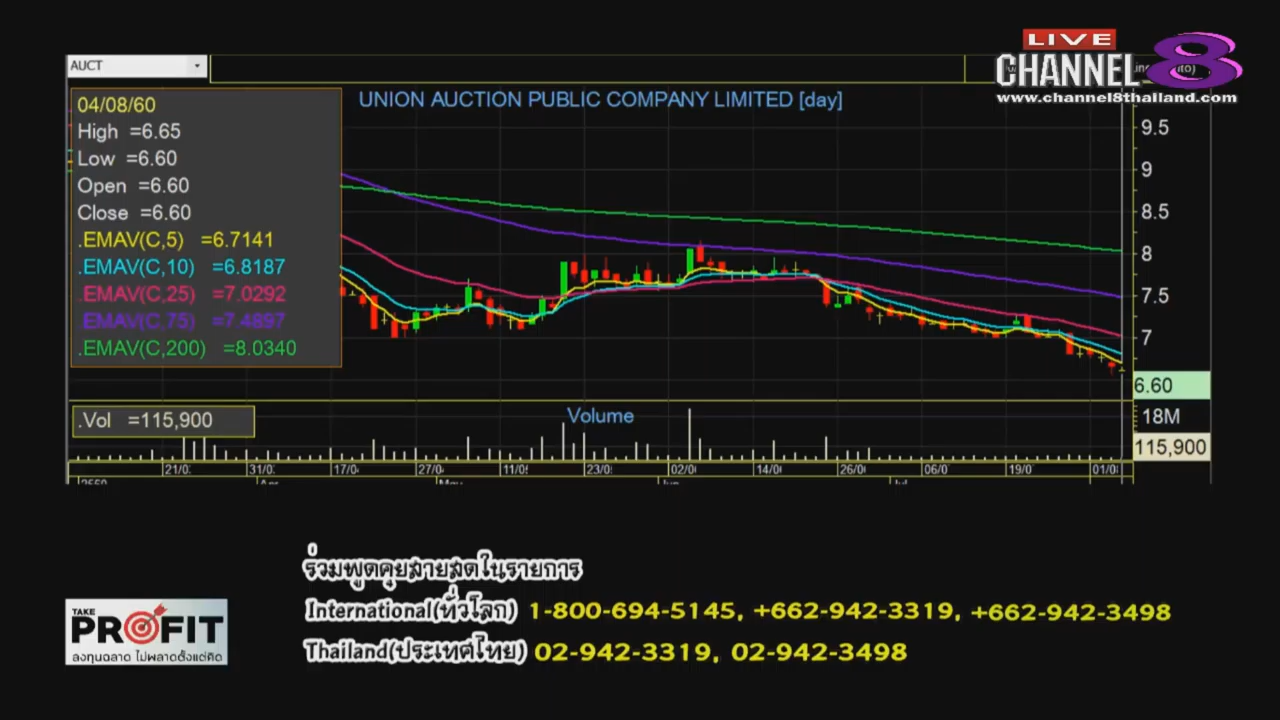 LIVE
CHANNEL 8
www.channel8thailand.com
AUCT
UNION AUCTION PUBLIC COMPANY LIMITED [day]
04/08/60
High =6.65
Low =6.60
Open =6.60
Close =6.60
.EMAV(C,5) =6.7141
.EMAV(C,10) =6.8187
.EMAV(C,25) =7.0292
.EMAV(C,75) =7.4897
.EMAV(C,200) =8.0340
9.5
9
8.5
8
7.5
7
6.60
.Vol =115,900
Volume
18M
115,900
21/0 31/0 17/0 27/0 11/0 23/0 02/0 14/0 26/0 06/0 19/0 01/0
ร่วมพูดคุยสายสดในรายการ
International(ทั่วโลก) 1-800-694-5145, +662-942-3319, +662-942-3498
Thailand(ประเทศไทย) 02-942-3319, 02-942-3498
TAKE
PROFIT
ลงทุนฉลาด ไม่พลาดตั้งแต่คิด